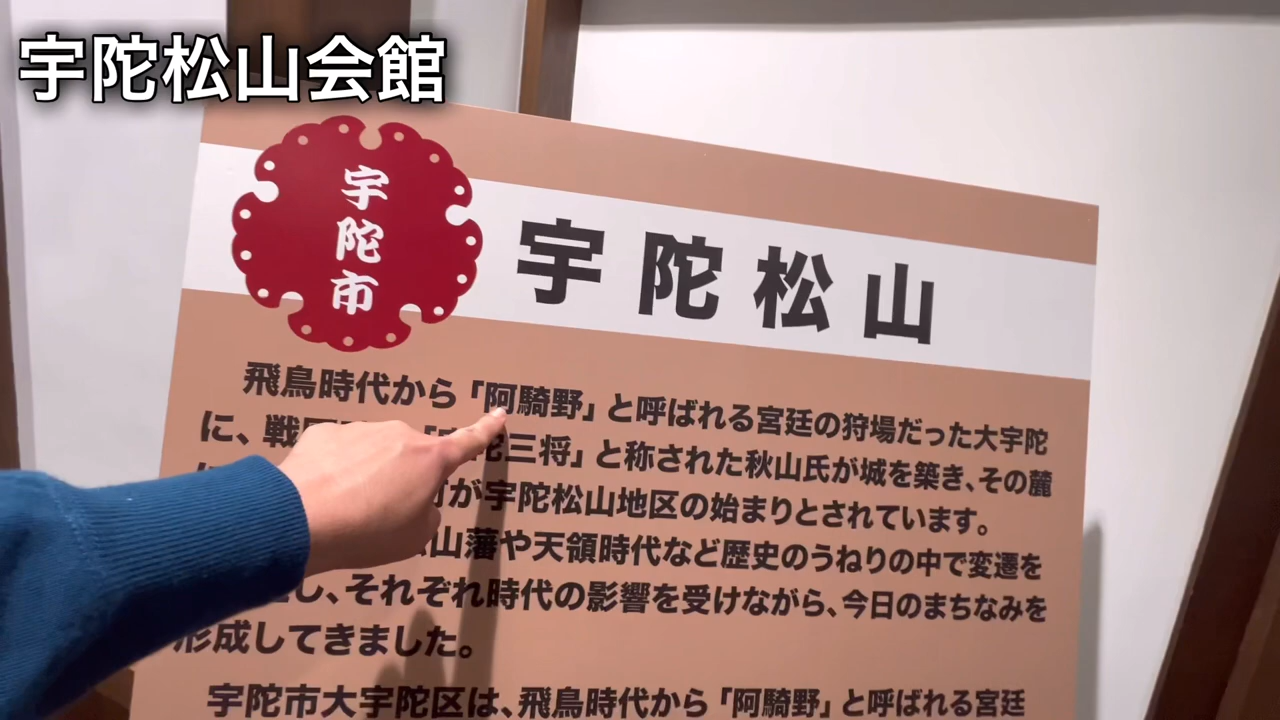 宇陀松山会館
宇陀市
宇陀松山
飛鳥時代から「阿騎野」と呼ばれる宮廷の狩場だった大宇陀
に、戦 陀三将」と称された秋山氏が城を築き、その麓
が宇陀松山地区の始まりとされています。
山藩や天領時代など歴史のうねりの中で変遷を
し、それぞれ時代の影響を受けながら、今日のまちなみを
形成してきました。
宇陀市大宇陀区は、飛鳥時代から「阿騎野」と呼ばれる宮廷